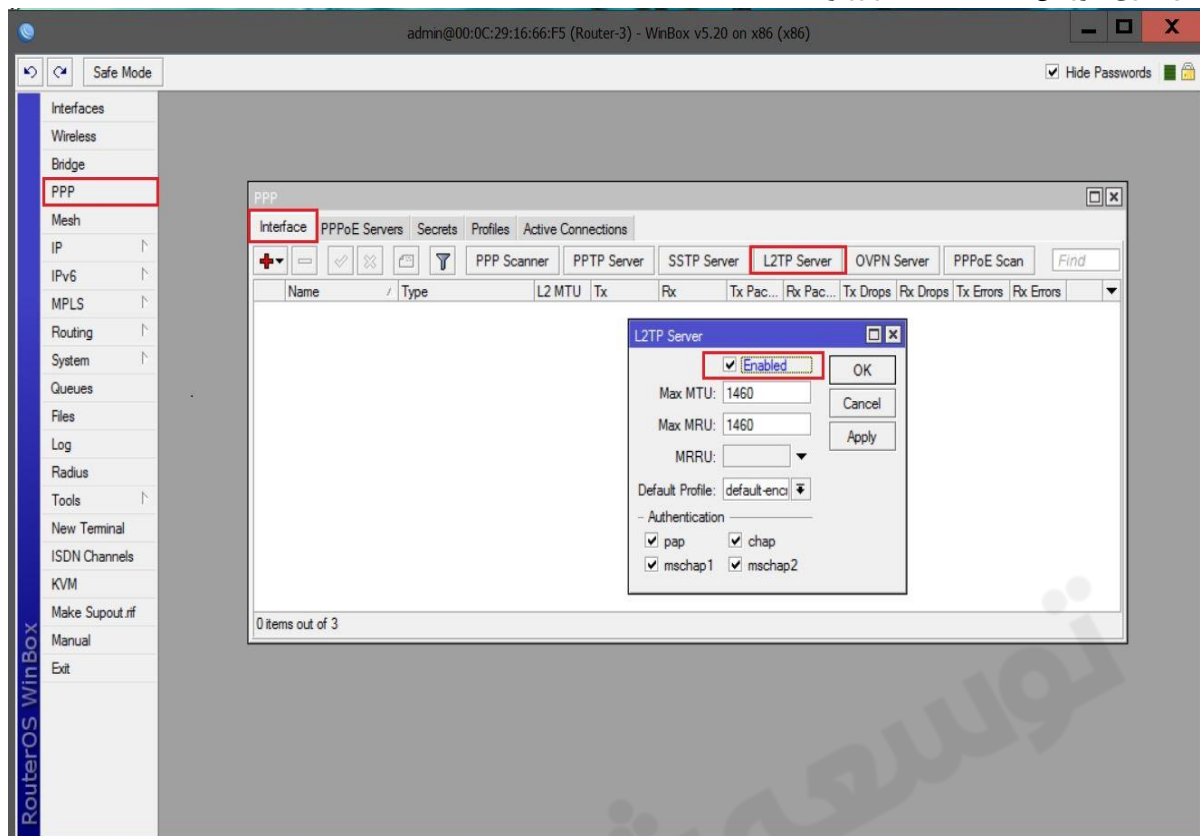 admin@00:0C:29:16:66:F5 (Router-3) - WinBox v5.20 on x86 (x86)
Safe Mode
Hide Passwords
Interfaces
Wireless
Bridge
PPP
Mesh
IP
IPv6
MPLS
Routing
System
Queues
Files
Log
Radius
Tools
New Terminal
ISDN Channels
KVM
Make Supout.rif
Manual
Exit
RouterOS WinBox
PPP
Interface PPPoE Servers Secrets Profiles Active Connections
PPP Scanner PPTP Server SSTP Server L2TP Server OVPN Server PPPoE Scan Find
Name / Type L2 MTU Tx Rx Tx Pac... Rx Pac... Tx Drops Rx Drops Tx Errors Rx Errors
L2TP Server
Enabled
OK
Max MTU: 1460
Cancel
Max MRU: 1460
Apply
MRRU:
Default Profile: default-encr
- Authentication
pap chap
mschap1 mschap2
0 items out of 3
توسعه